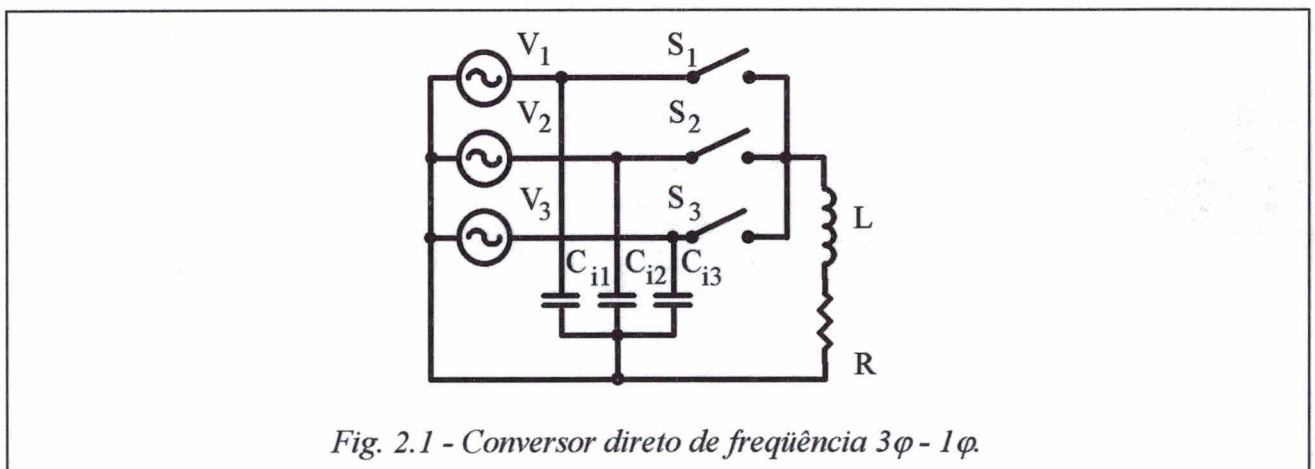 V1 S1
V2 S2
V3 S3
L
Ci1 Ci2 Ci3
R
Fig. 2.1 - Conversor direto de freqüência 3φ - 1φ.